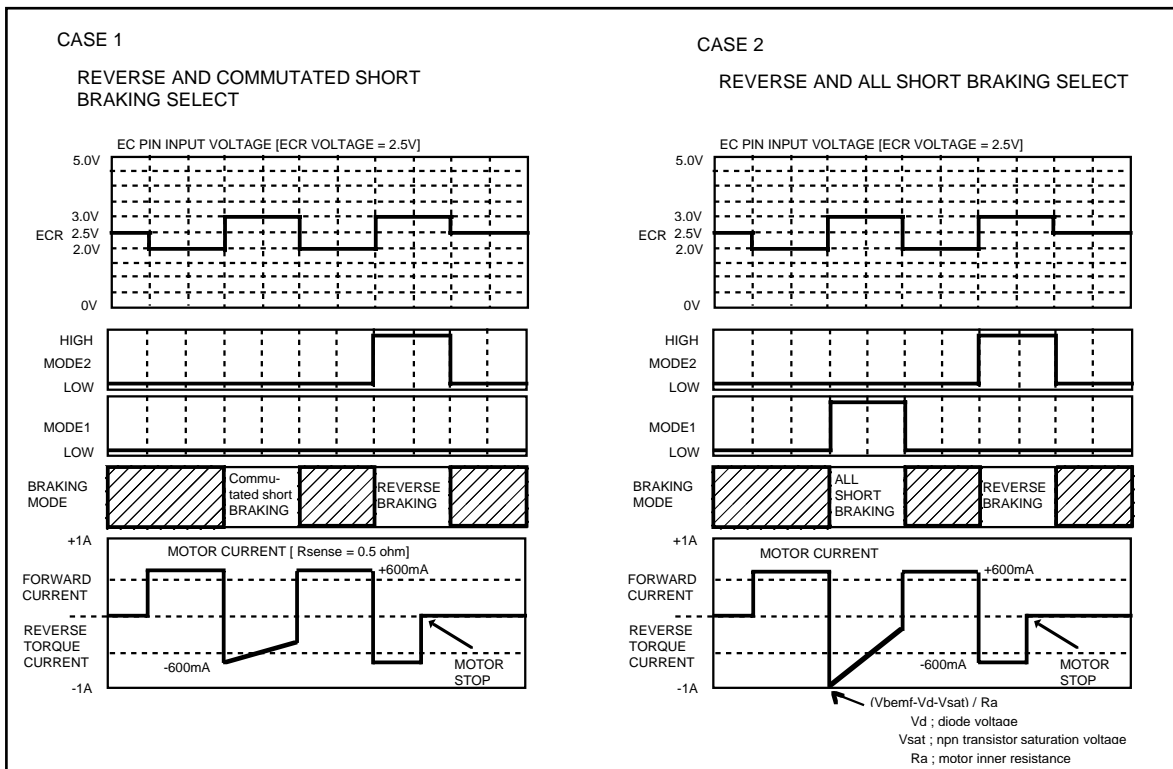 CASE 1
REVERSE AND COMMUTATED SHORT
BRAKING SELECT
EC PIN INPUT VOLTAGE [ECR VOLTAGE = 2.5V]
5.0V
3.0V
ECR 2.5V
2.0V
0V
HIGH
MODE2
LOW
MODE1
LOW
BRAKING
MODE
Commu-
tated short
BRAKING
REVERSE
BRAKING
+1A
MOTOR CURRENT [ Rsense = 0.5 ohm]
FORWARD
CURRENT
+600mA
REVERSE
TORQUE
CURRENT
-600mA
MOTOR
STOP
-1A
CASE 2
REVERSE AND ALL SHORT BRAKING SELECT
EC PIN INPUT VOLTAGE [ECR VOLTAGE = 2.5V]
5.0V
3.0V
ECR 2.5V
2.0V
0V
HIGH
MODE2
LOW
MODE1
LOW
BRAKING
MODE
ALL
SHORT
BRAKING
REVERSE
BRAKING
+1A
MOTOR CURRENT
FORWARD
CURRENT
+600mA
REVERSE
TORQUE
CURRENT
-600mA
MOTOR
STOP
-1A
(Vbemf-Vd-Vsat) / Ra
Vd ; diode voltage
Vsat ; npn transistor saturation voltage
Ra ; motor inner resistance